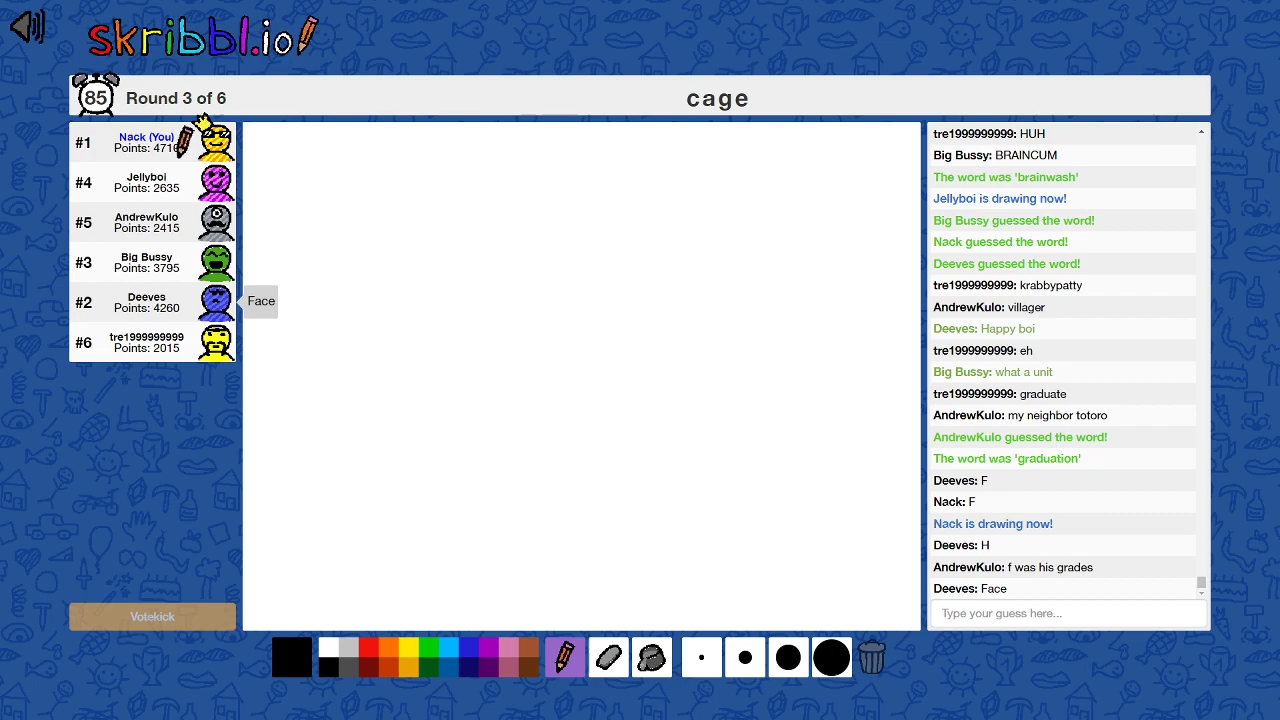 skribbl.io
85
Round 3 of 6
cage
#1
Nack (You)
Points: 4710
#4
Jellyboi
Points: 2635
#5
AndrewKulo
Points: 2415
#3
Big Bussy
Points: 3795
#2
Deeves
Points: 4260
Face
#6
tre1999999999
Points: 2015
Votekick
tre1999999999: HUH
Big Bussy: BRAINCUM
The word was 'brainwash'
Jellyboi is drawing now!
Big Bussy guessed the word!
Nack guessed the word!
Deeves guessed the word!
tre1999999999: krabbypatty
AndrewKulo: villager
Deeves: Happy boi
tre1999999999: eh
Big Bussy: what a unit
tre1999999999: graduate
AndrewKulo: my neighbor totoro
AndrewKulo guessed the word!
The word was 'graduation'
Deeves: F
Nack: F
Nack is drawing now!
Deeves: H
AndrewKulo: f was his grades
Deeves: Face
Type your guess here...